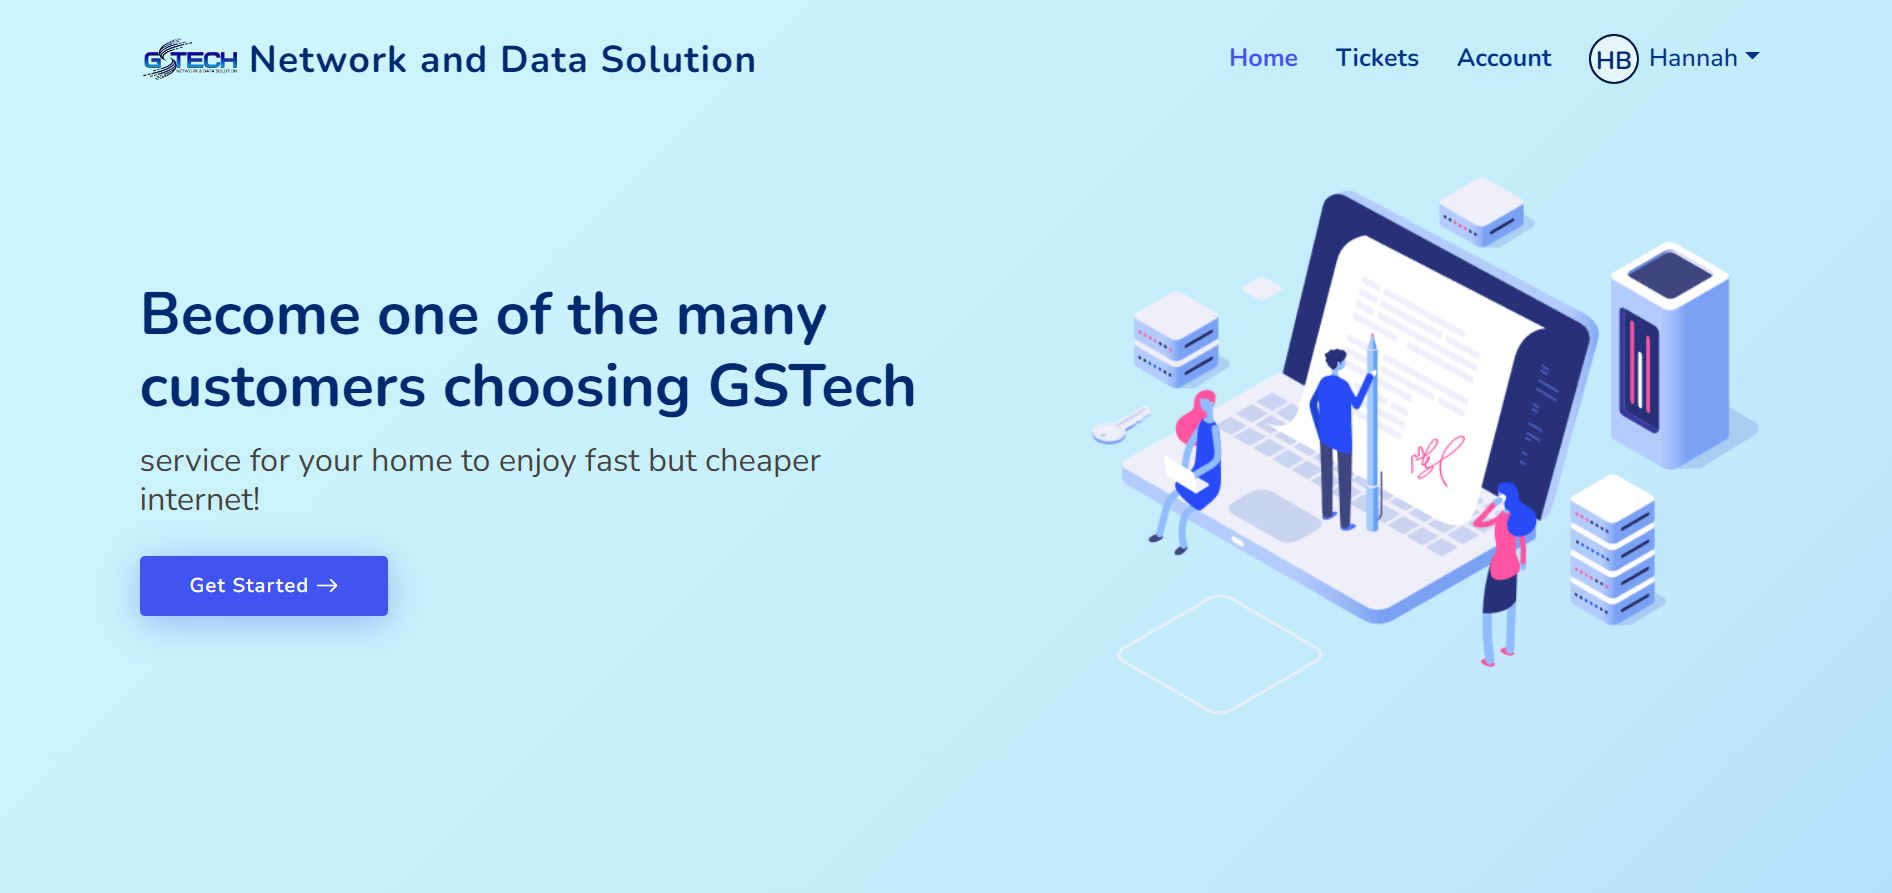 GSTECH
NETWORK & DATA SOLUTION
Network and Data Solution
Home
Tickets
Account
HB
Hannah
Become one of the many
customers choosing GSTech
service for your home to enjoy fast but cheaper
internet!
Get Started →